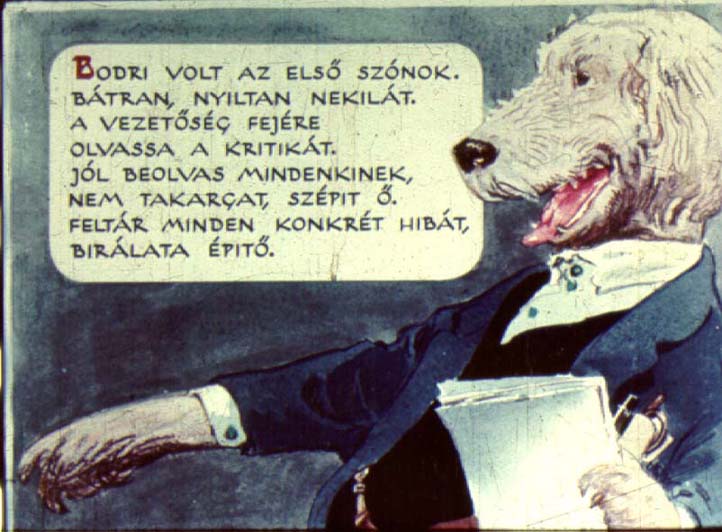 BODRI VOLT AZ ELSŐ SZÓNOK.
BÁTRAN, NYILTAN NEKILÁT.
A VEZETŐSÉG FEJÉRE
OLVASSA A KRITIKÁT.
JÓL BEOLVAS MINDENKINEK,
NEM TAKARGAT, SZÉPIT Ő.
FELTÁR MINDEN KONKRÉT HIBÁT,
BIRÁLATA ÉPITŐ.